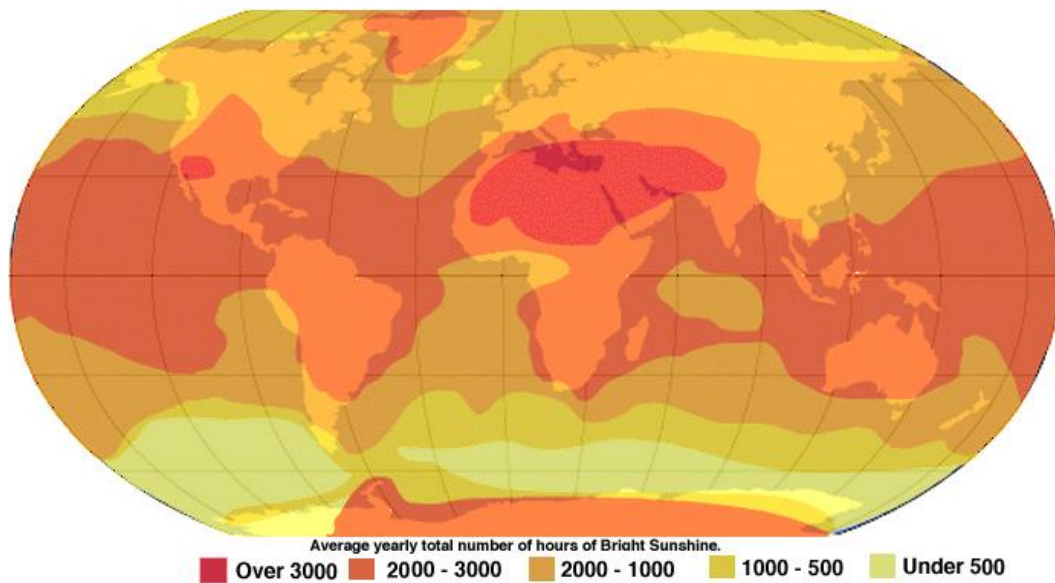 Average yearly total number of hours of Bright Sunshine.
Over 3000 2000 - 3000 2000 - 1000 1000 - 500 Under 500